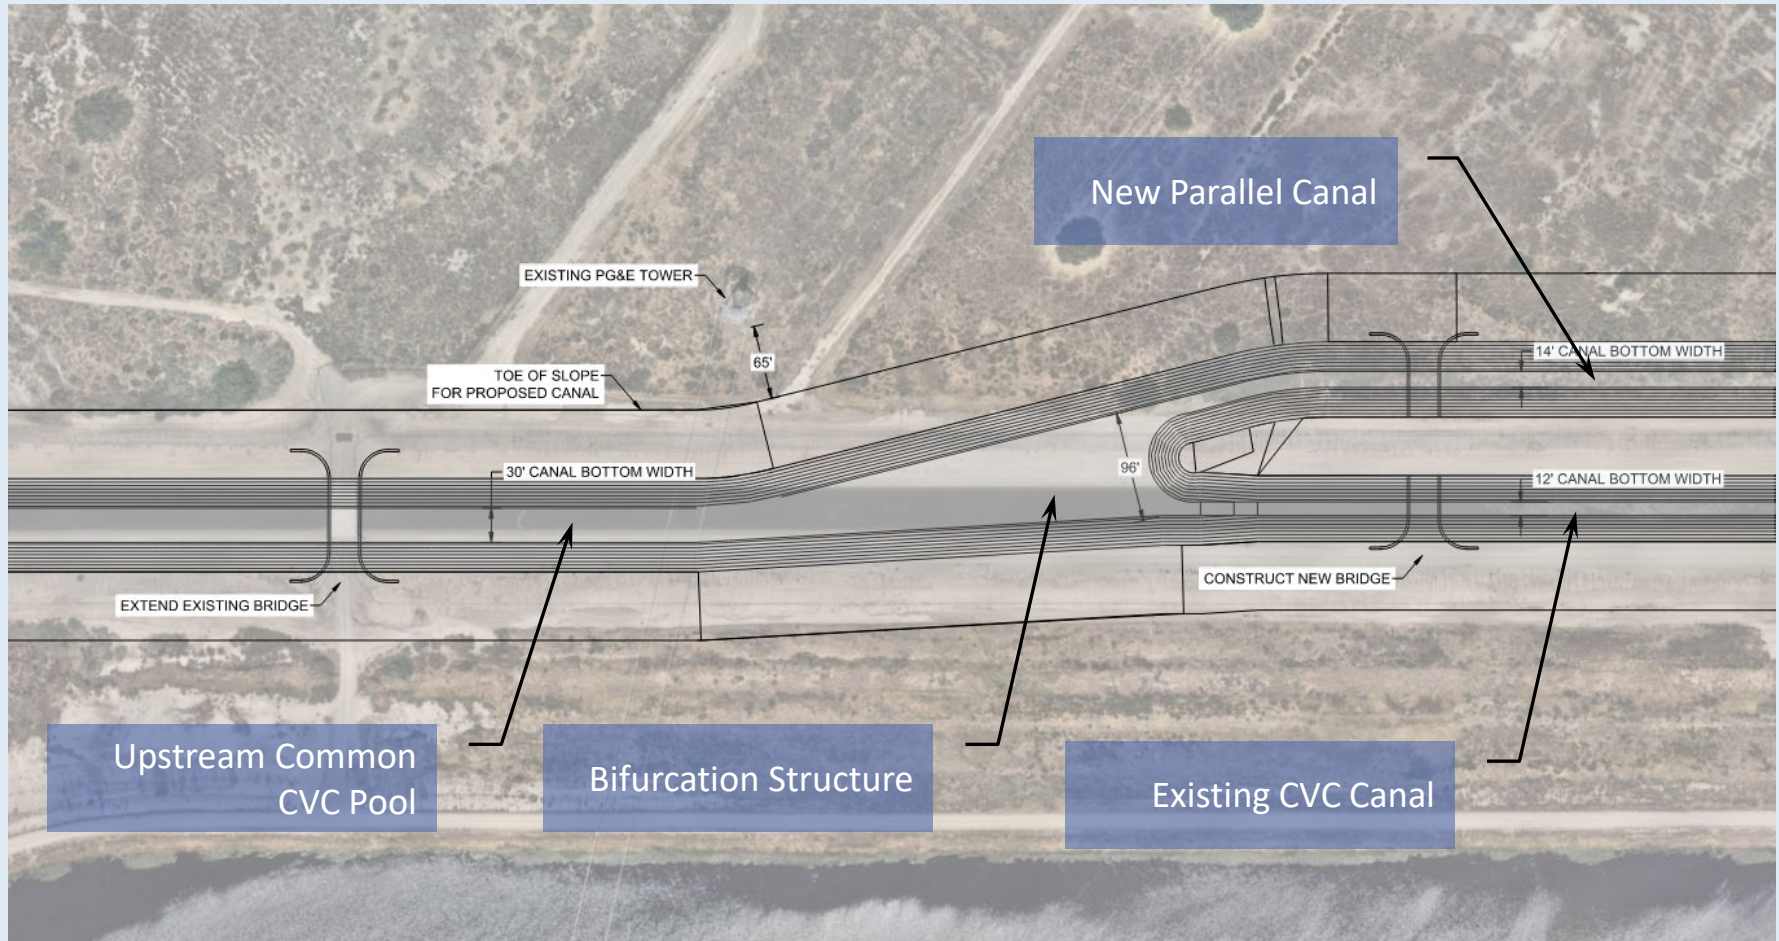 New Parallel Canal
EXISTING PG&E TOWER
65'
14' CANAL BOTTOM WIDTH
TOE OF SLOPE
FOR PROPOSED CANAL
30' CANAL BOTTOM WIDTH
96'
12' CANAL BOTTOM WIDTH
CONSTRUCT NEW BRIDGE
EXTEND EXISTING BRIDGE
Upstream Common
CVC Pool
Bifurcation Structure
Existing CVC Canal